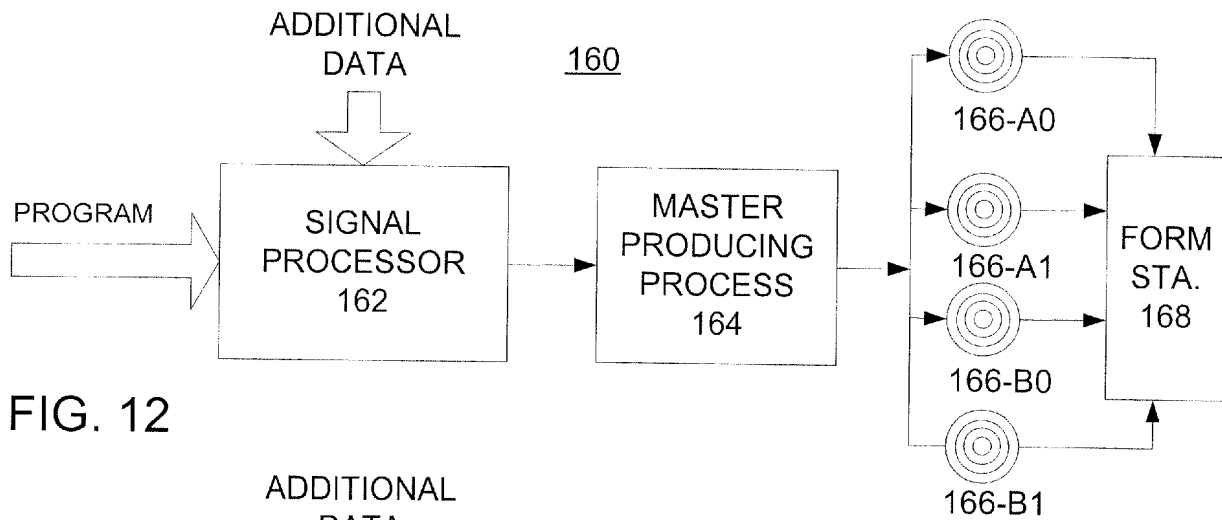 ADDITIONAL
DATA
160
PROGRAM
SIGNAL
PROCESSOR
162
MASTER
PRODUCING
PROCESS
164
166-A0
166-A1
166-B0
166-B1
FORM
STA.
168
FIG. 12
ADDITIONAL
DATA